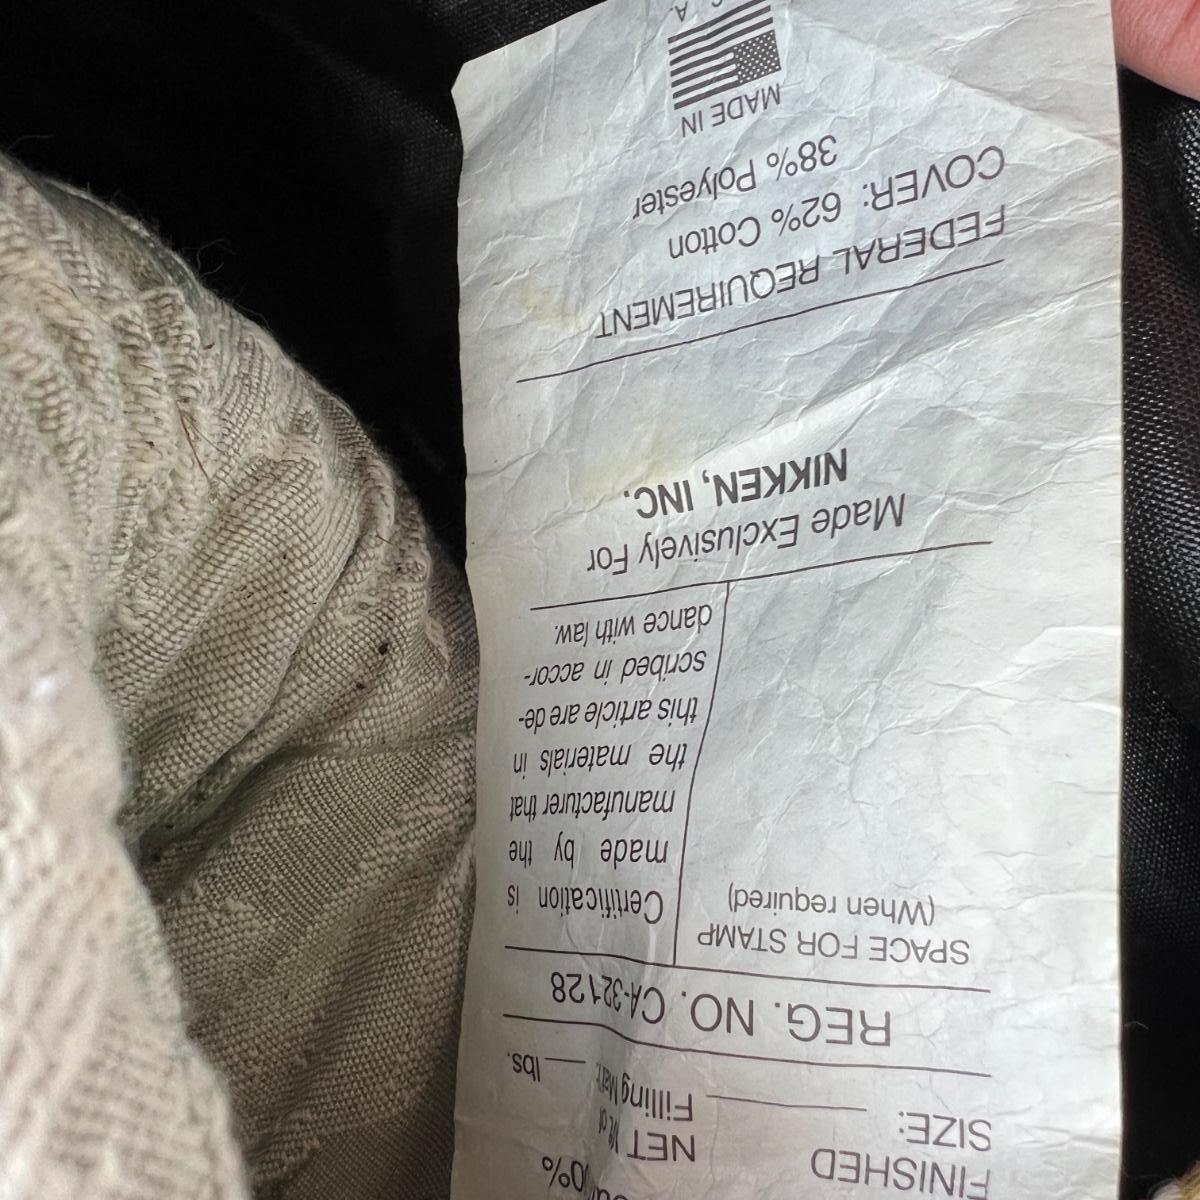 00%
FINISHED NET Wt. of
SIZE: Filling Mat'l. lbs.
REG. NO. CA-32128
SPACE FOR STAMP
(When required)
Certification is
made by the
manufacturer that
the materials in
this article are de-
scribed in accor-
dance with law.
Made Exclusively For
NIKKEN, INC.
FEDERAL REQUIREMENT
COVER: 62% Cotton
38% Polyester
MADE IN